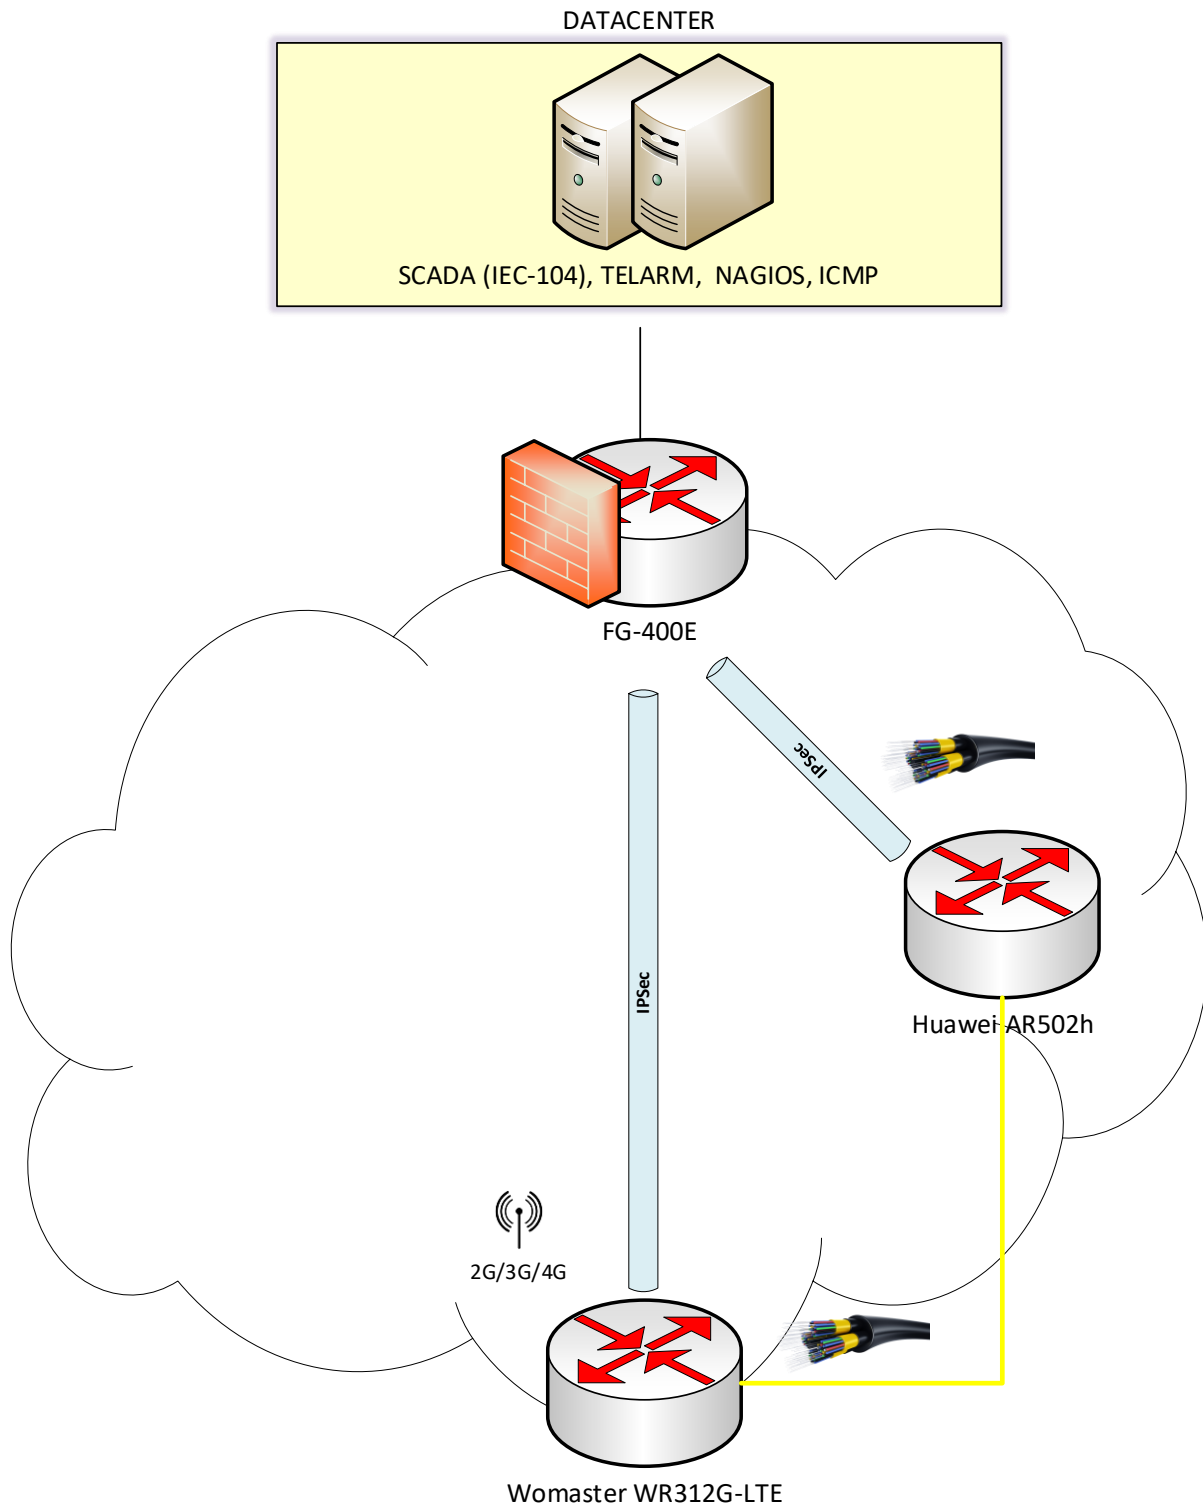 DATACENTER
SCADA (IEC-104), TELARM, NAGIOS, ICMP
FG-400E
IPSec
IPSec
Huawei AR502h
2G/3G/4G
Womaster WR312G-LTE